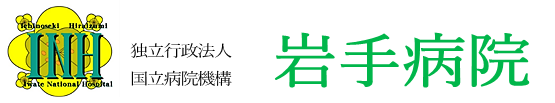 Ichinoseki Hiraizumi
INH
Iwate National Hospital
独立行政法人
国立病院機構
岩手病院